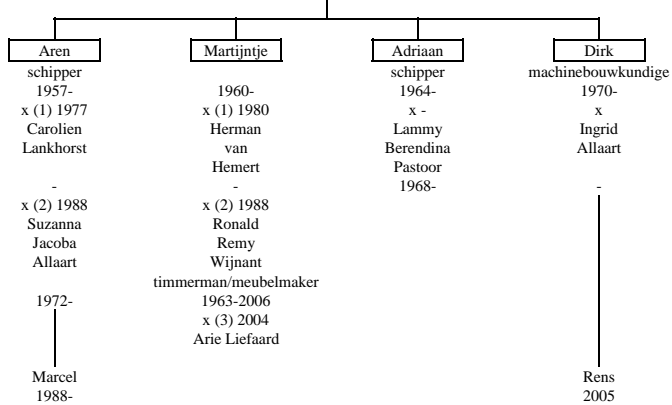 Aren
schipper
1957-
x (1) 1977
Carolien
Lankhorst
-
x (2) 1988
Suzanna
Jacoba
Allaart
1972-
Marcel
1988-
Martijntje
1960-
x (1) 1980
Herman
van
Hemert
-
x (2) 1988
Ronald
Remy
Wijnant
timmerman/meubelmaker
1963-2006
x (3) 2004
Arie Liefaard
Adriaan
schipper
1964-
x -
Lammy
Berendina
Pastoor
1968-
Dirk
machinebouwkundige
1970-
x
Ingrid
Allaart
-
Rens
2005